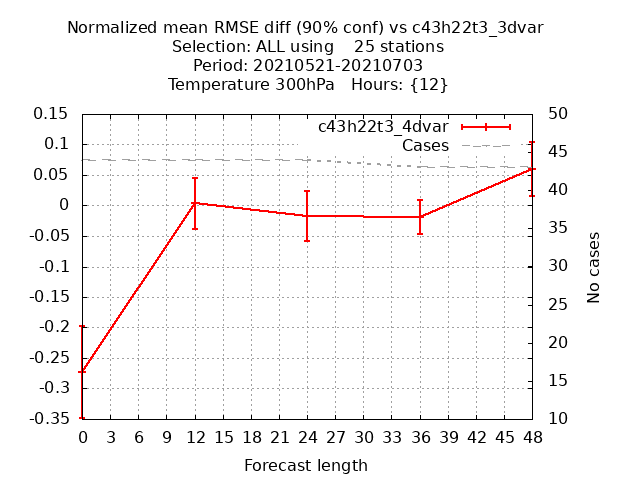 Normalized mean RMSE diff (90% conf) vs c43h22t3_3dvar
Selection: ALL using    25 stations
Period: 20210521-20210703
Temperature 300hPa   Hours: {12}
c43h22t3_4dvar
Cases
0.15
0.1
0.05
0
-0.05
-0.1
-0.15
-0.2
-0.25
-0.3
-0.35
50
45
40
35
30
25
20
15
10
No cases
0 3 6 9 12 15 18 21 24 27 30 33 36 39 42 45 48
Forecast length